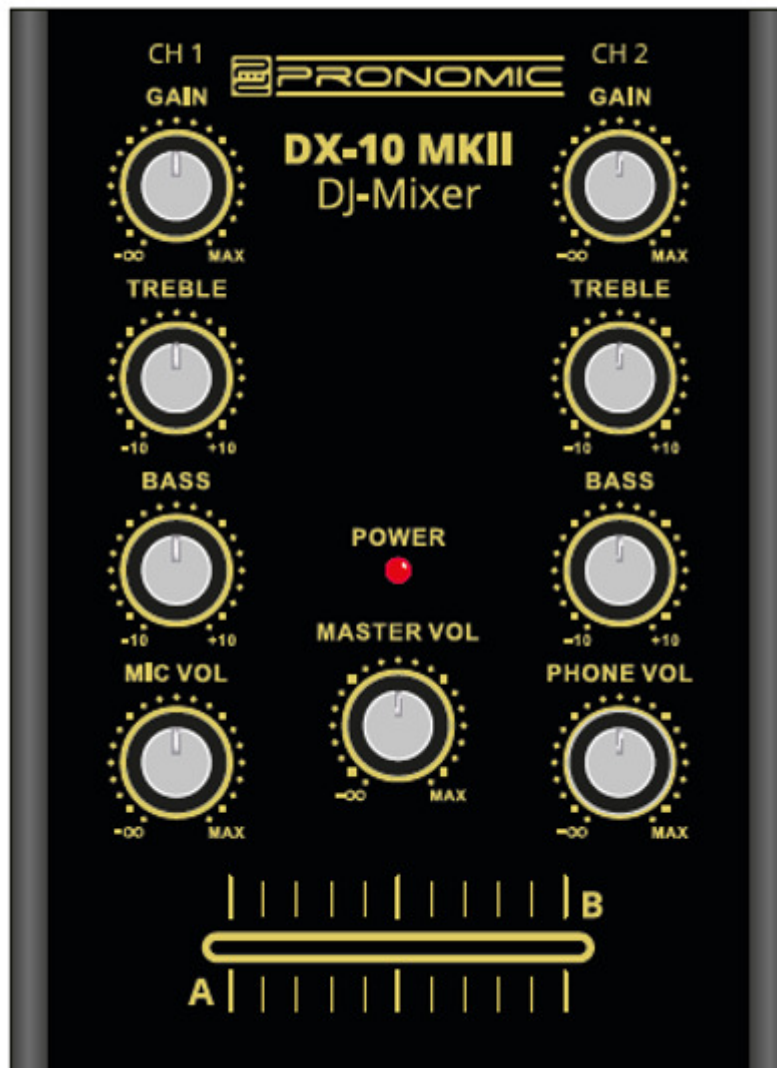 CH 1
PRONOMIC
CH 2
GAIN
GAIN
DX-10 MKII
DJ-Mixer
-∞ MAX
-∞ MAX
TREBLE
TREBLE
-10 +10
-10 +10
BASS
BASS
POWER
-10 +10
-10 +10
MASTER VOL
MIC VOL
PHONE VOL
-∞ MAX
-∞ MAX
-∞ MAX
B
A